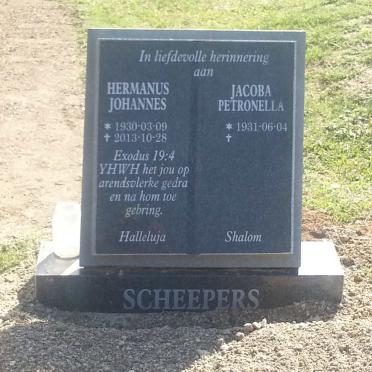 In liefdevolle herinnering
aan
HERMANUS
JOHANNES
* 1930-03-09
✝ 2013-10-28
Exodus 19:4
YHWH het jou op
arendsvlerke gedra
en na hom toe
gebring.
Halleluja
JACOBA
PETRONELLA
* 1931-06-04
✝
Shalom
SCHEEPERS